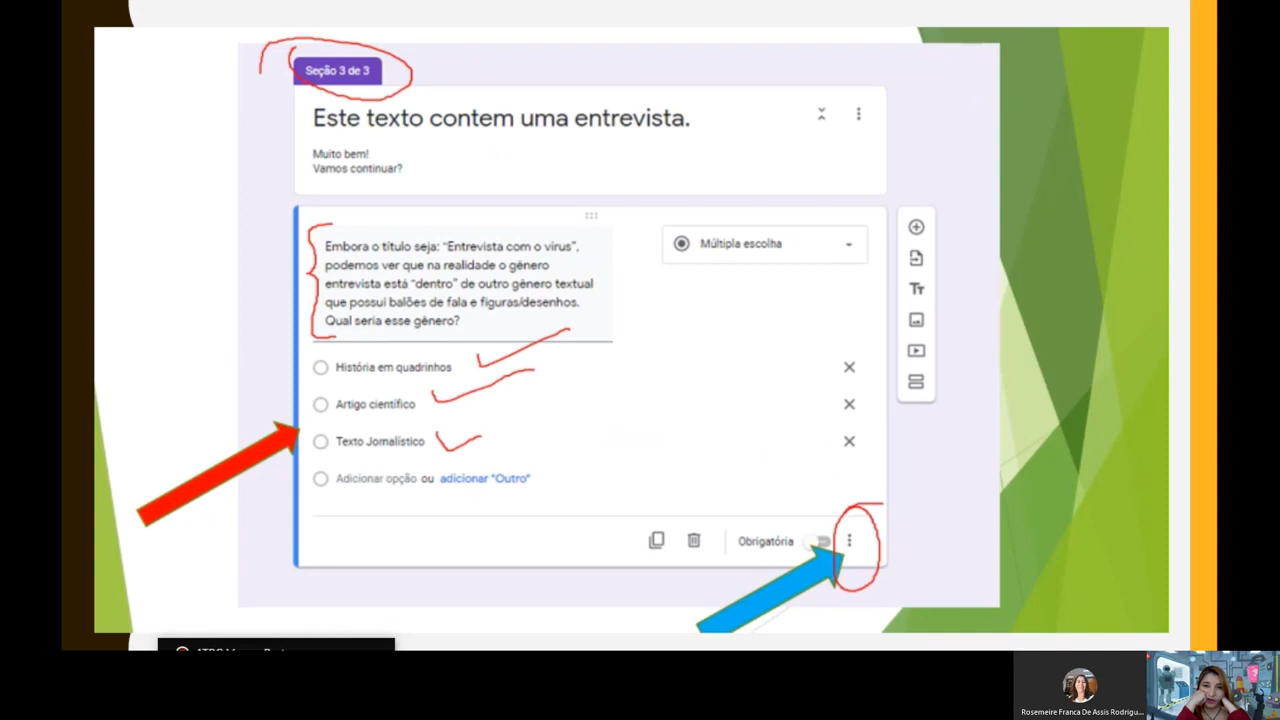 Seção 3 de 3
Este texto contem uma entrevista.
Muito bem!
Vamos continuar?
Embora o título seja: “Entrevista com o vírus”,
podemos ver que na realidade o gênero
entrevista está “dentro” de outro gênero textual
que possui balões de fala e figuras/desenhos.
Qual seria esse gênero?
Múltipla escolha
História em quadrinhos
Artigo científico
Texto Jornalístico
Adicionar opção ou adicionar "Outro"
Obrigatória
Tт
Rosemeire Franca De Assis Rodrigu...